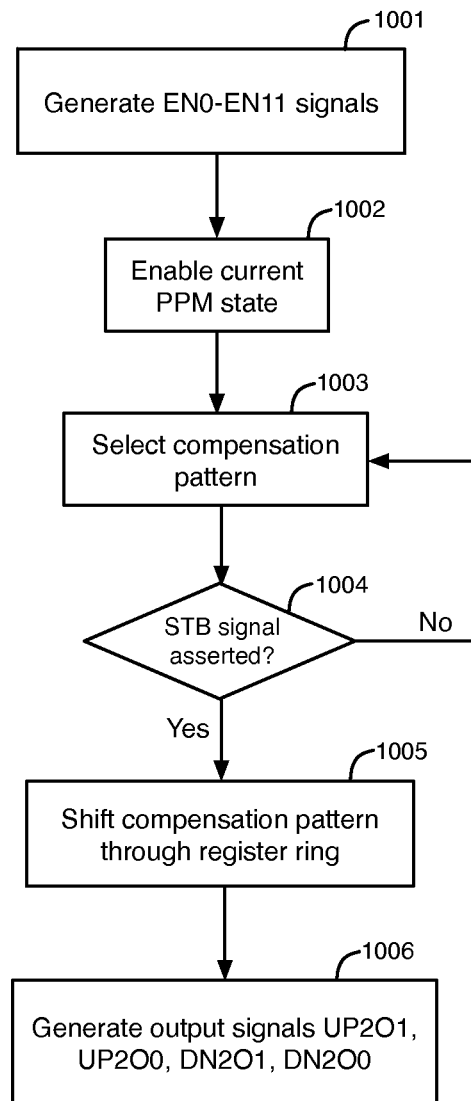 1001
Generate EN0-EN11 signals
1002
Enable current
PPM state
1003
Select compensation
pattern
1004
STB signal
asserted?
No
Yes
1005
Shift compensation pattern
through register ring
1006
Generate output signals UP2O1,
UP2O0, DN2O1, DN2O0